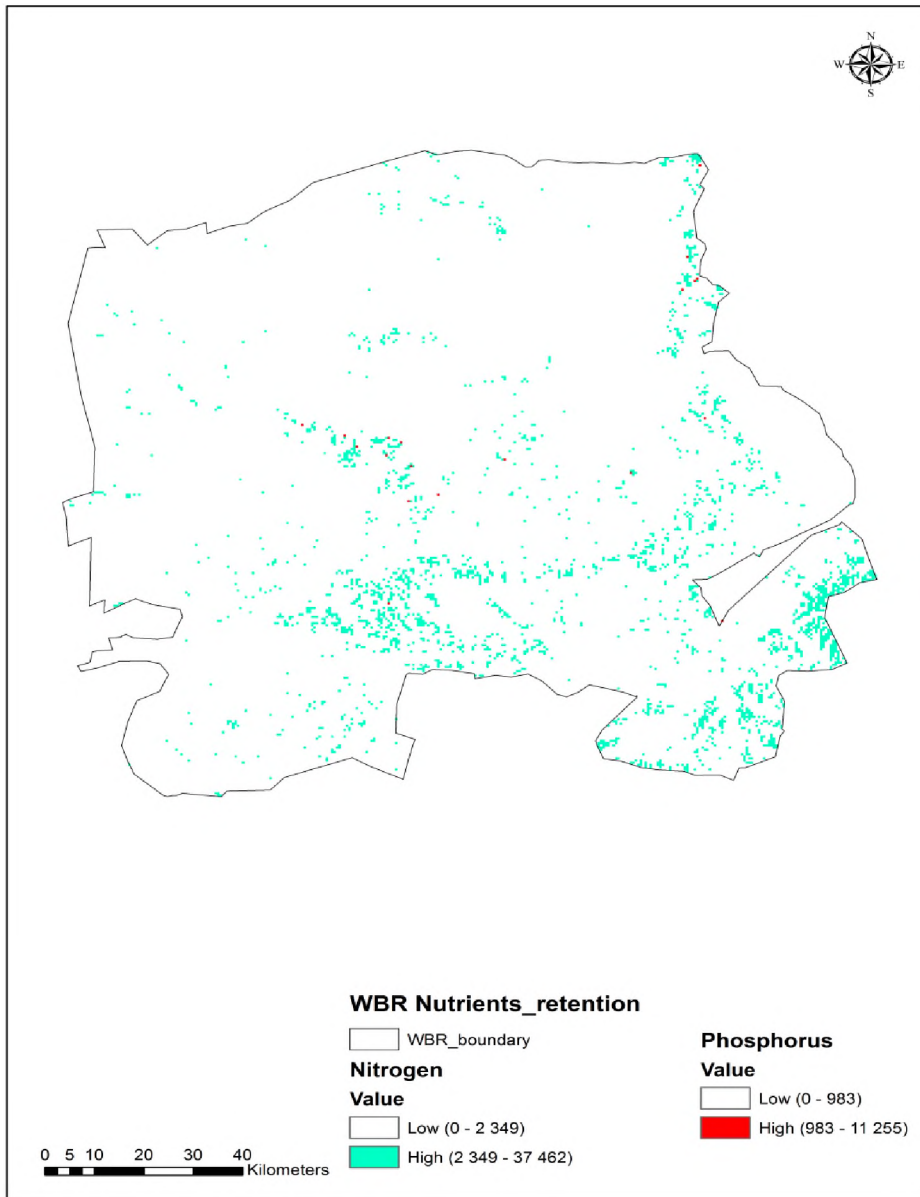 N
W E
S
WBR Nutrients_retention
WBR_boundary
Nitrogen
Value
Low (0 - 2 349)
High (2 349 - 37 462)
Phosphorus
Value
Low (0 - 983)
High (983 - 11 255)
0 5 10 20 30 40
Kilometers